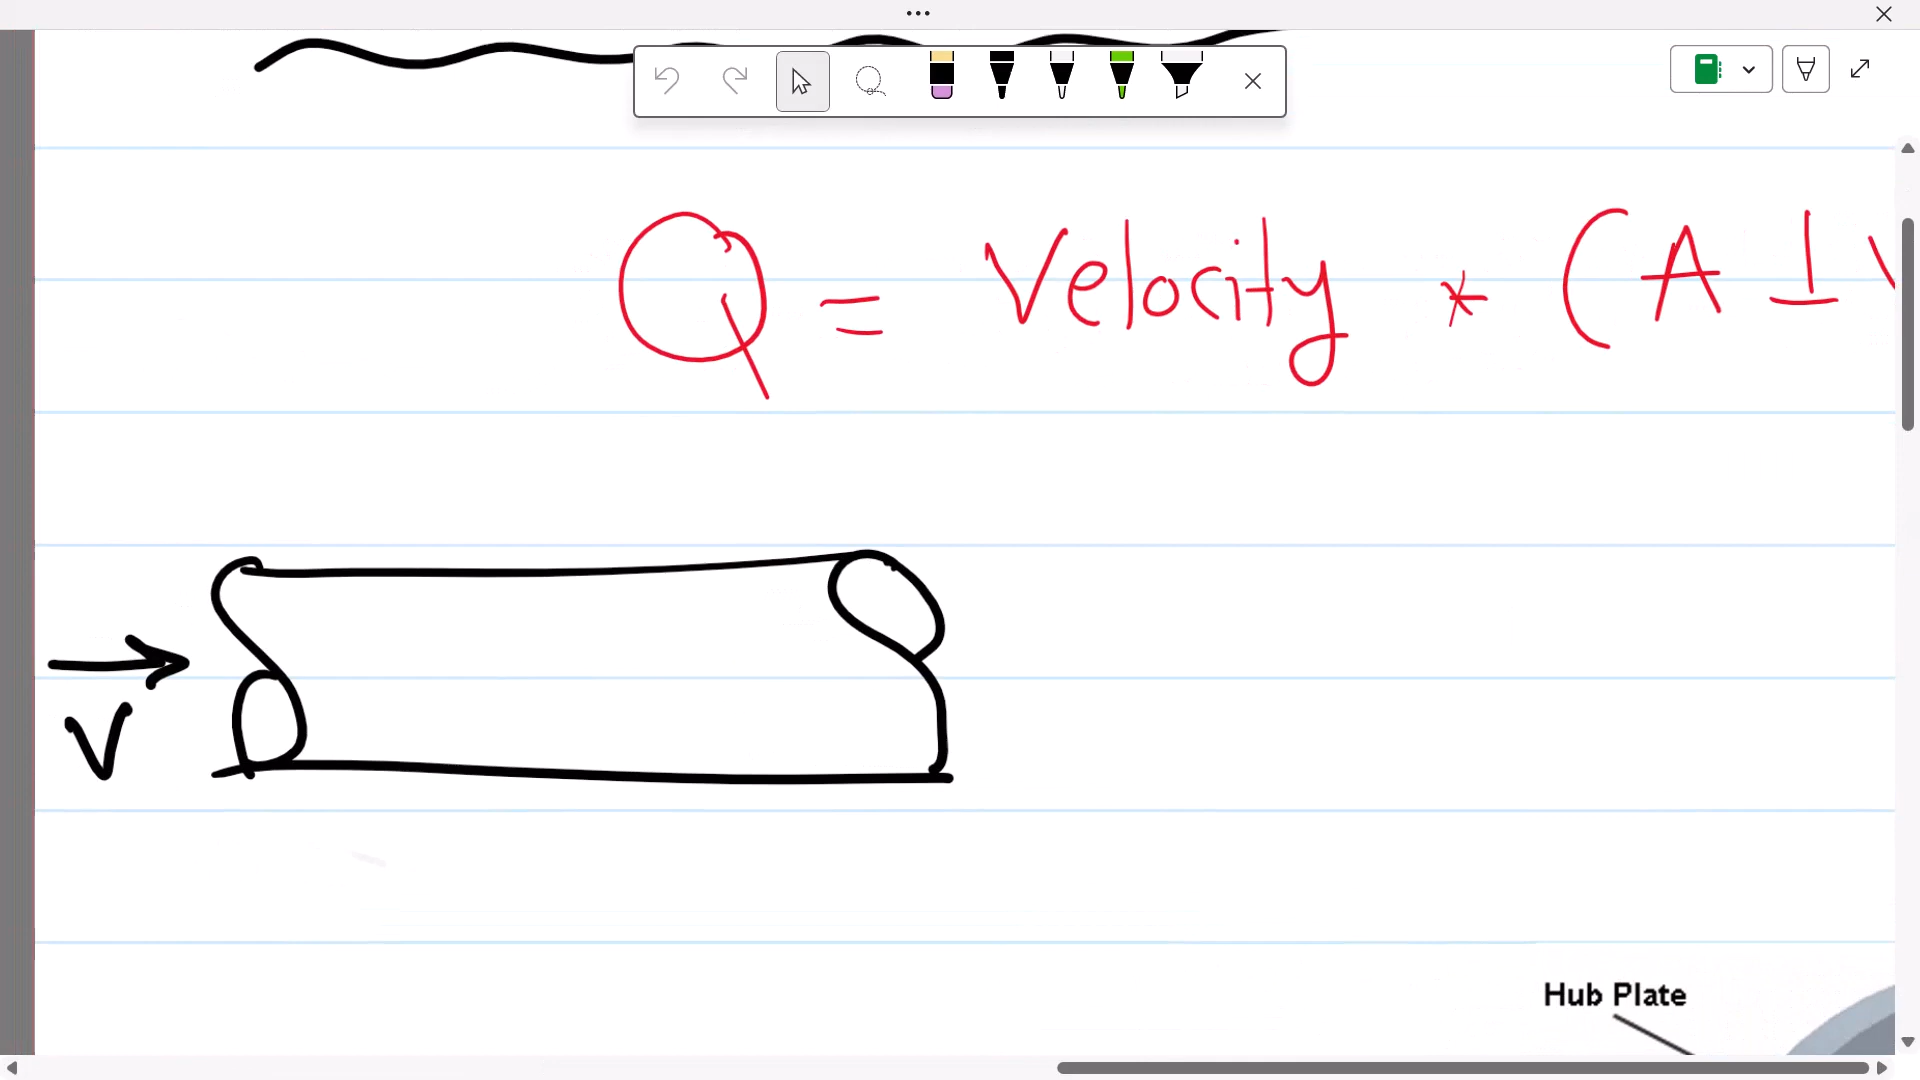 Q = Velocity * (A ⊥ V
V
Hub Plate